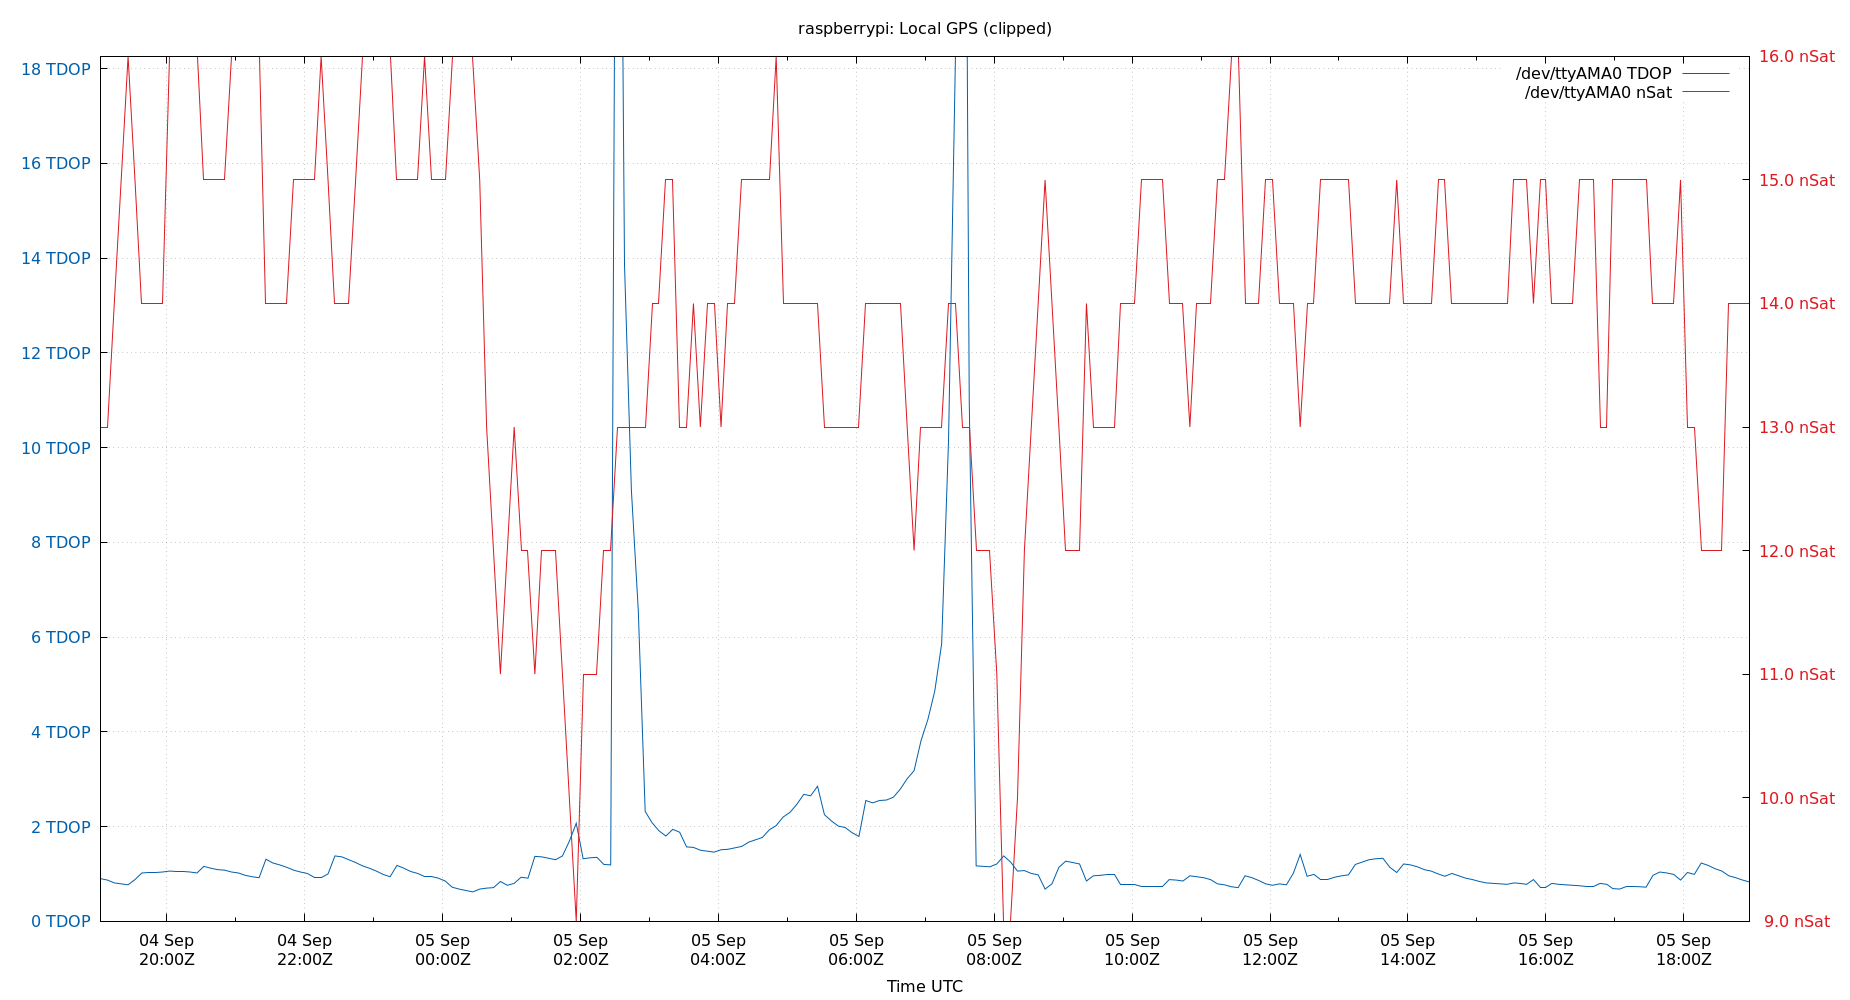 raspberrypi: Local GPS (clipped)
/dev/ttyAMA0 TDOP
/dev/ttyAMA0 nSat
18 TDOP
16 TDOP
14 TDOP
12 TDOP
10 TDOP
8 TDOP
6 TDOP
4 TDOP
2 TDOP
0 TDOP
16.0 nSat
15.0 nSat
14.0 nSat
13.0 nSat
12.0 nSat
11.0 nSat
10.0 nSat
9.0 nSat
04 Sep
20:00Z
04 Sep
22:00Z
05 Sep
00:00Z
05 Sep
02:00Z
05 Sep
04:00Z
05 Sep
06:00Z
05 Sep
08:00Z
05 Sep
10:00Z
05 Sep
12:00Z
05 Sep
14:00Z
05 Sep
16:00Z
05 Sep
18:00Z
Time UTC